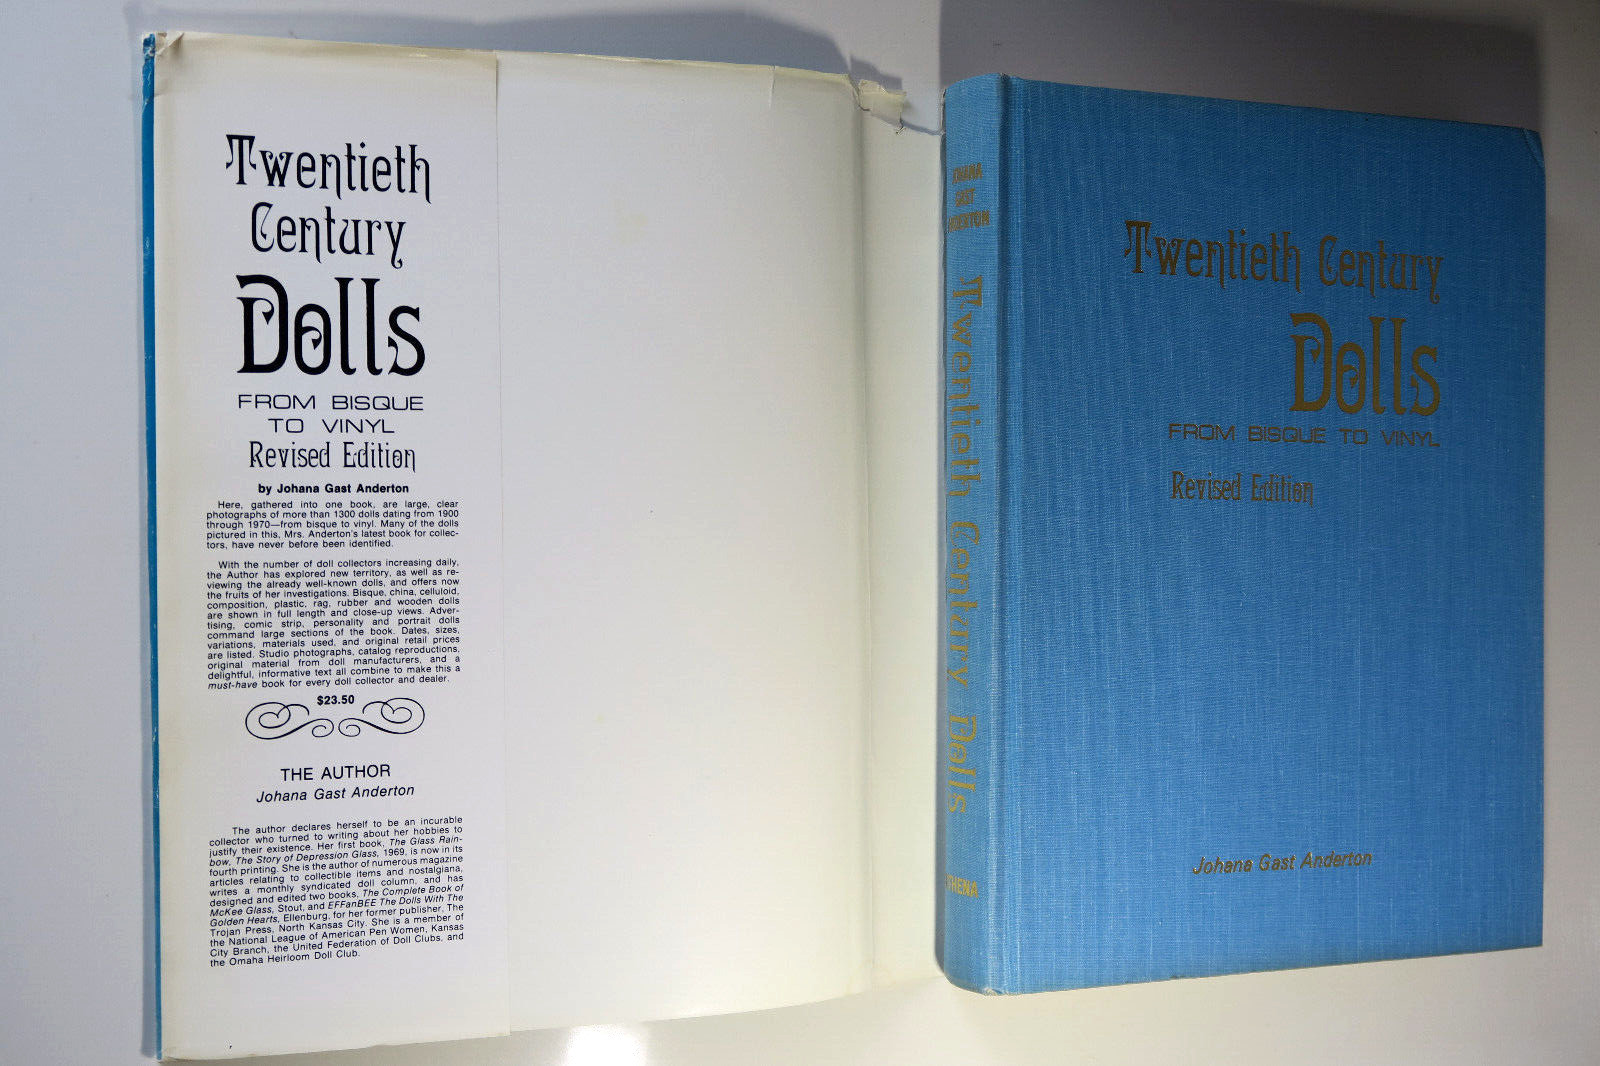 Twentieth
Century
Dolls
FROM BISQUE
TO VINYL
Revised Edition
by Johana Gast Anderton
Here, gathered into one book, are large, clear
photographs of more than 1300 dolls dating from 1900
through 1970—from bisque to vinyl. Many of the dolls
pictured in this, Mrs. Anderton's latest book for collec-
tors, have never before been identified.
With the number of doll collectors increasing daily,
the Author has explored new territory, as well as re-
viewing the already well-known dolls, and offers now
the fruits of her investigations. Bisque, china, celluloid,
composition, plastic, rag, rubber and wooden dolls
are shown in full length and close-up views. Adver-
tising, comic strip, personality and portrait dolls
command large sections of the book. Dates, sizes,
variations, materials used, and original retail prices
are listed. Studio photographs, catalog reproductions,
original material from doll manufacturers, and a
delightful, informative text all combine to make this a
must-have book for every doll collector and dealer.
$23.50
THE AUTHOR
Johana Gast Anderton
The author declares herself to be an incurable
collector who turned to writing about her hobbies to
justify their existence. Her first book, The Glass Rain-
bow, The Story of Depression Glass, 1969, is now in its
fourth printing. She is the author of numerous magazine
articles relating to collectible items and nostalgiana,
writes a monthly syndicated doll column, and has
designed and edited two books, The Complete Book of
McKee Glass, Stout, and EFFanBEE The Dolls With The
Golden Hearts, Ellenburg, for her former publisher, The
Trojan Press, North Kansas City. She is a member of
the National League of American Pen Women, Kansas
City Branch, the United Federation of Doll Clubs, and
the Omaha Heirloom Doll Club.
GAST
Twentieth Century Dolls
Twentieth Century
Dolls
FROM BISQUE TO VINYL
Revised Edition
Johana Gast Anderton